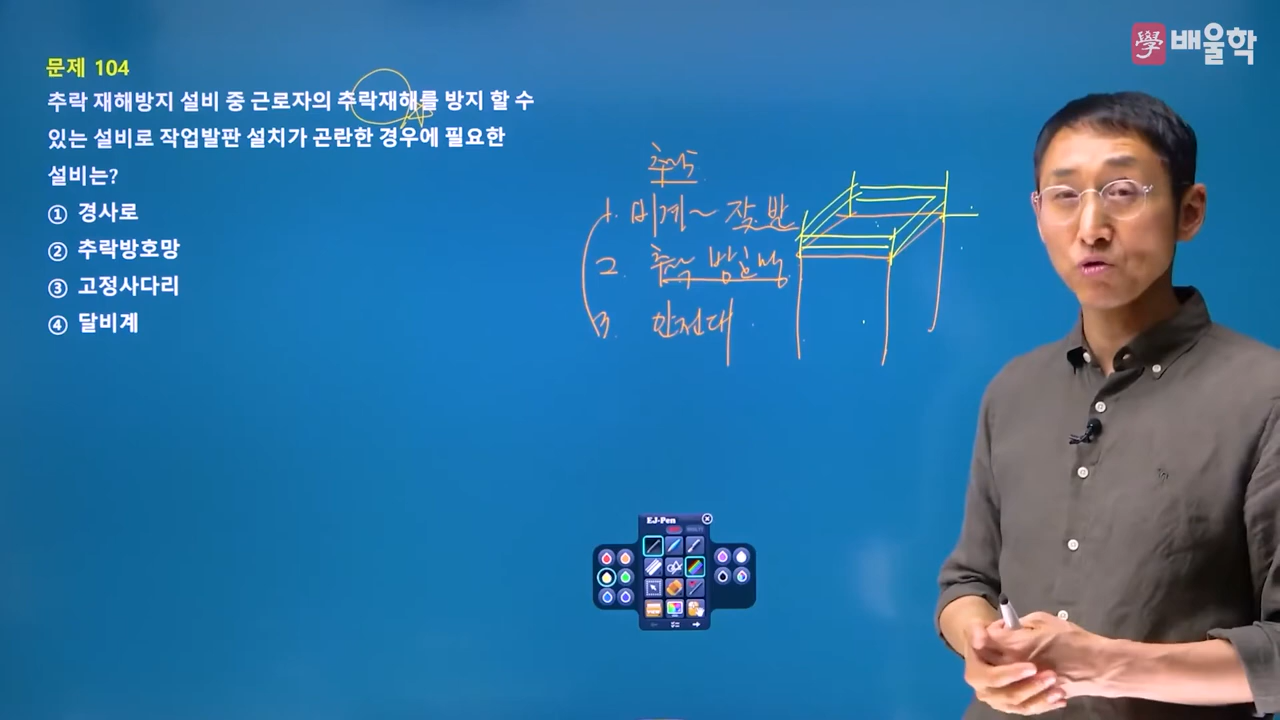 學 배울학
문제 104
추락 재해방지 설비 중 근로자의 추락재해를 방지 할 수
있는 설비로 작업발판 설치가 곤란한 경우에 필요한
설비는?
① 경사로
② 추락방호망
③ 고정사다리
④ 달비계
추락
1. 비계~ 작.발
2. 추락 방호망
3. 안전대
EJ-Pen